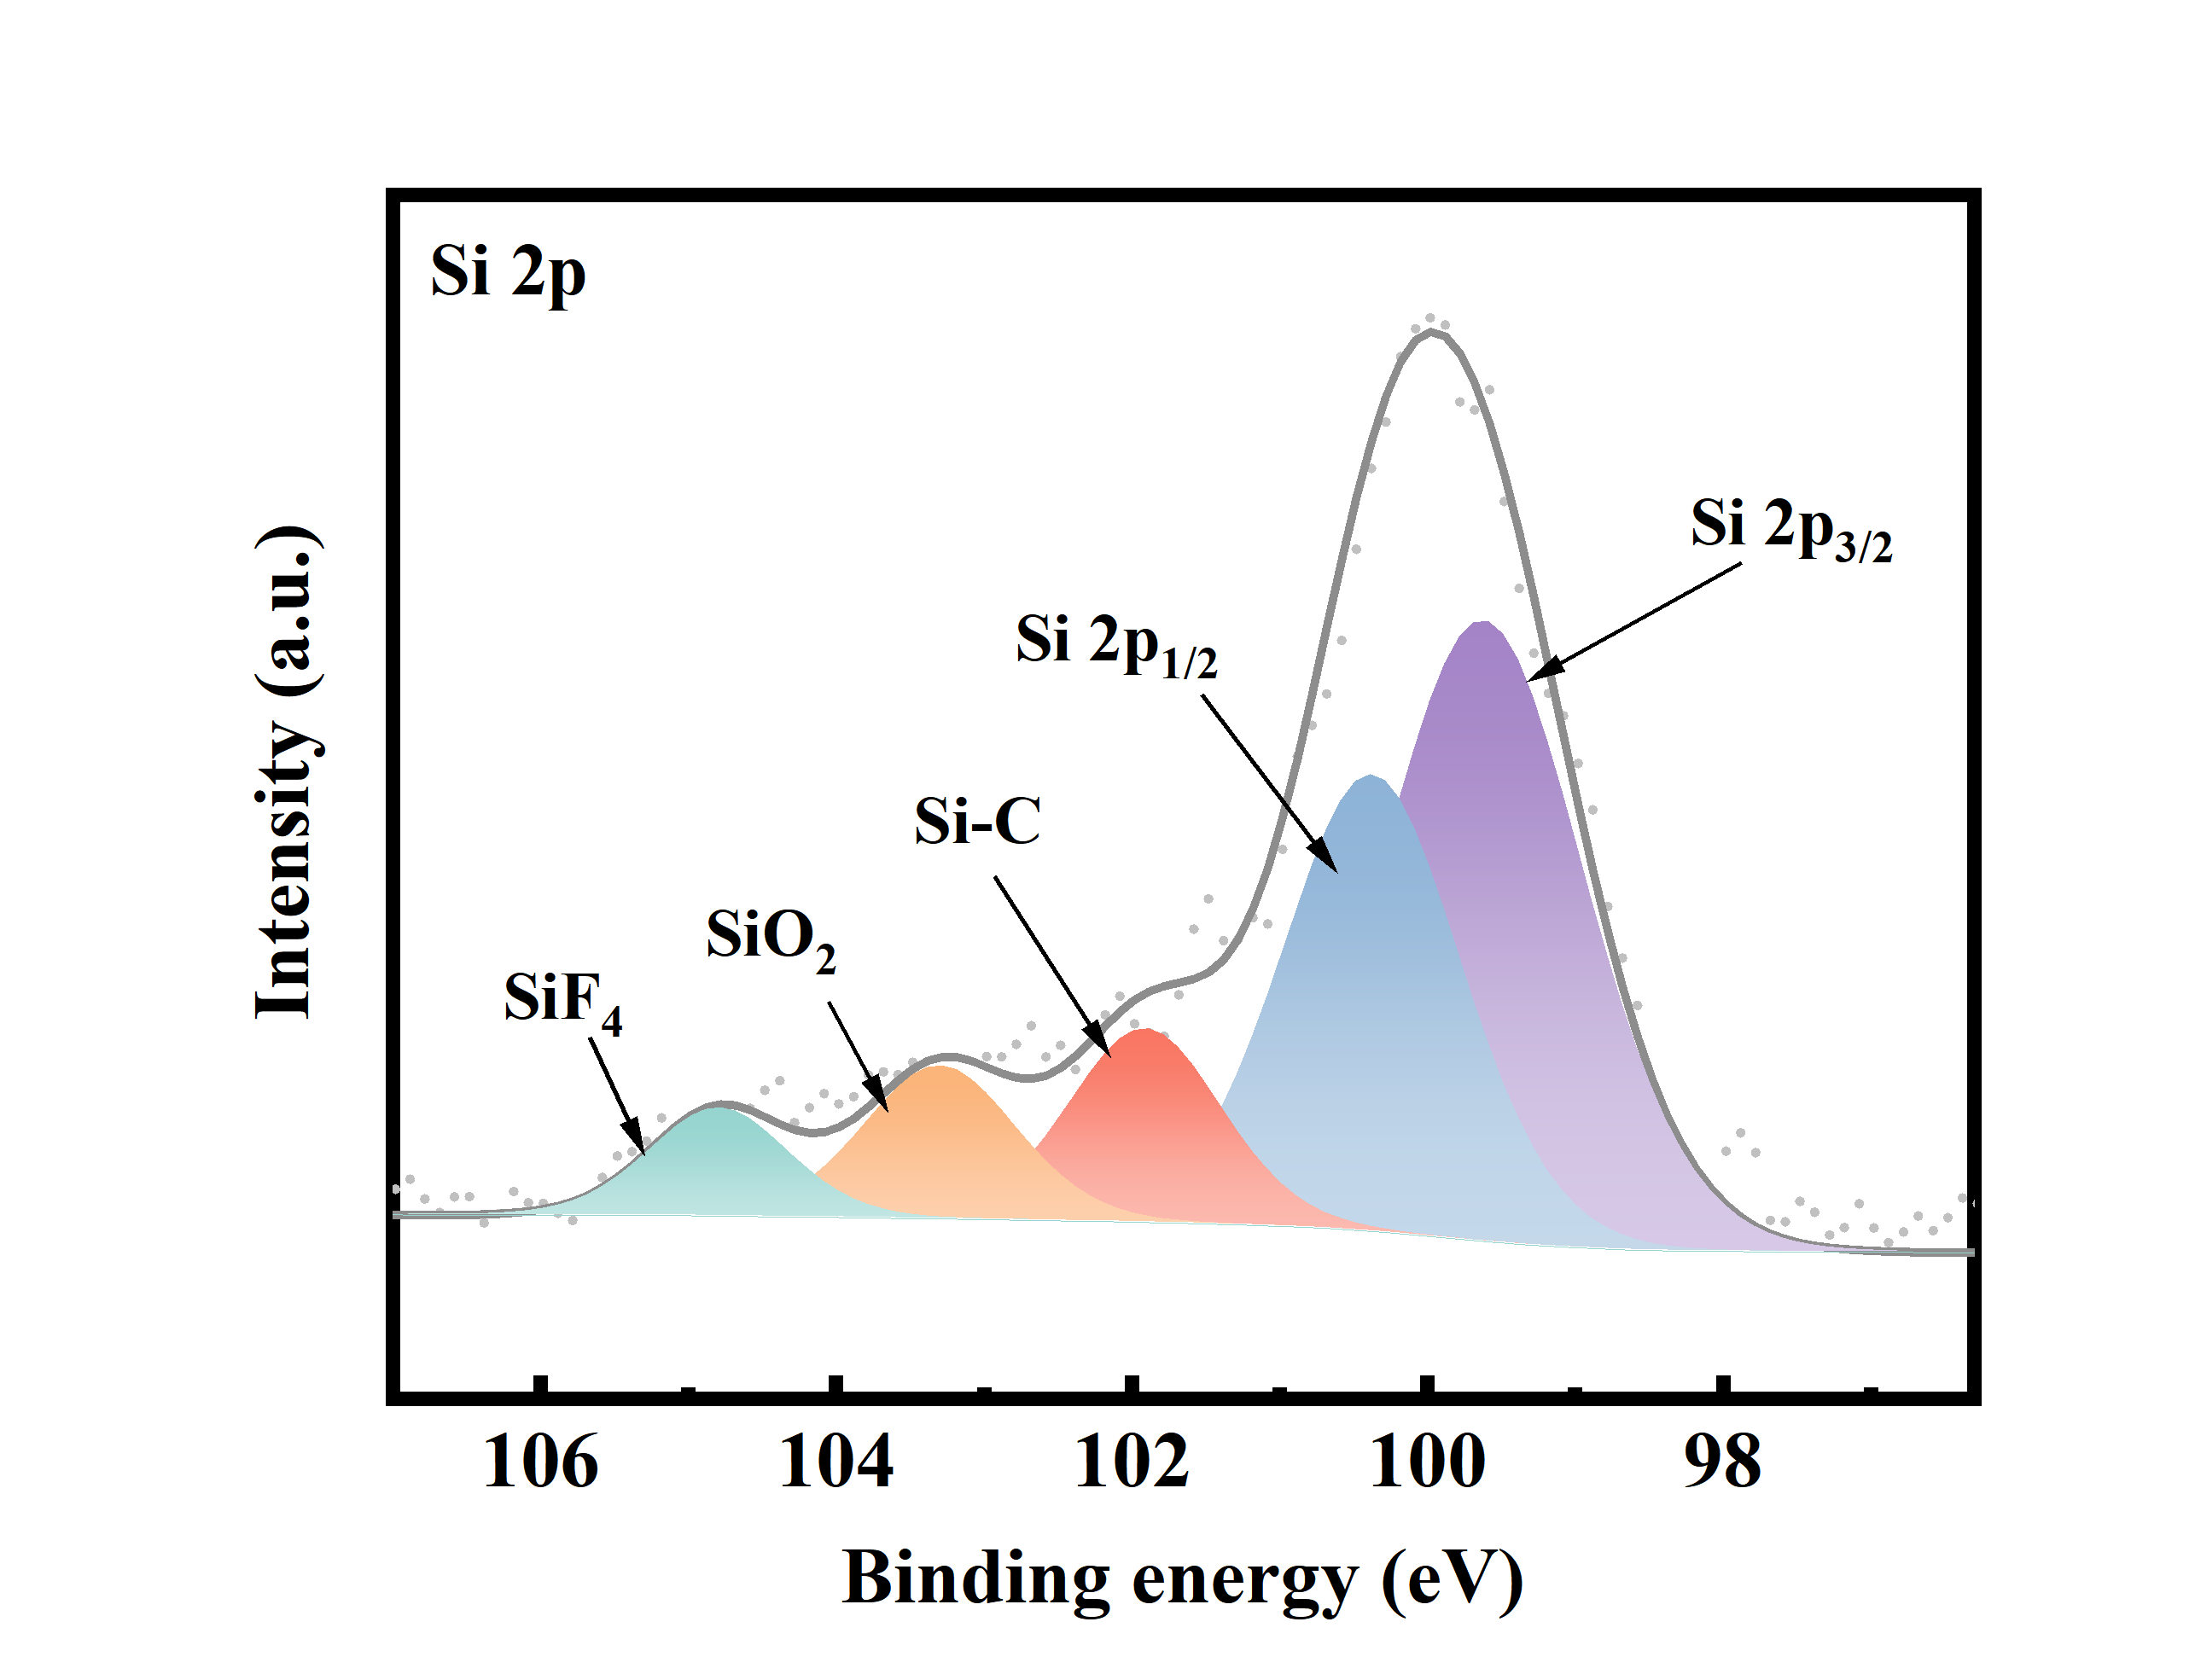 Si 2p
Si 2p3/2
Si 2p1/2
Si-C
SiO2
SiF4
Intensity (a.u.)
106 104 102 100 98
Binding energy (eV)